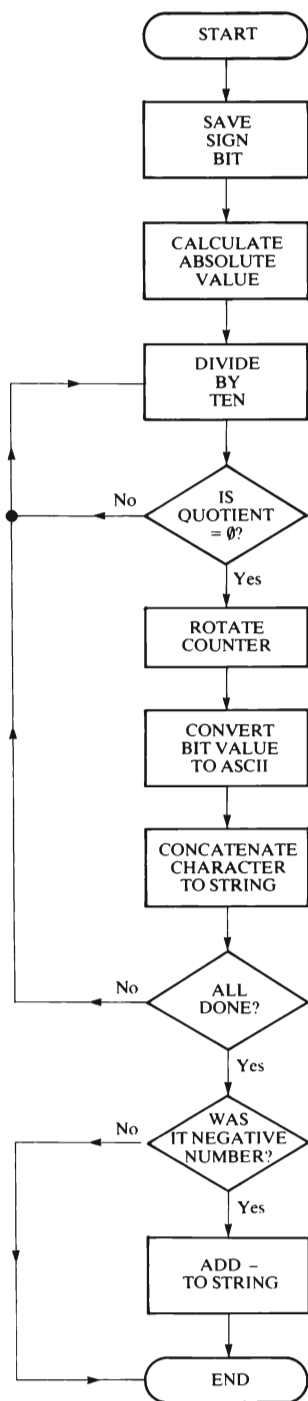 START
SAVE
SIGN
BIT
CALCULATE
ABSOLUTE
VALUE
DIVIDE
BY
TEN
IS
QUOTIENT
= 0̸?
No
Yes
ROTATE
COUNTER
CONVERT
BIT VALUE
TO ASCII
CONCATENATE
CHARACTER
TO STRING
ALL
DONE?
No
Yes
WAS
IT NEGATIVE
NUMBER?
No
Yes
ADD –
TO STRING
END